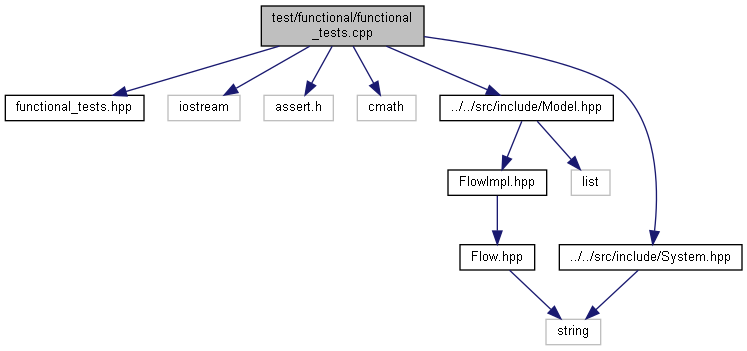 test/functional/functional
_tests.cpp
functional_tests.hpp
iostream
assert.h
cmath
../../src/include/Model.hpp
FlowImpl.hpp
list
Flow.hpp
../../src/include/System.hpp
string